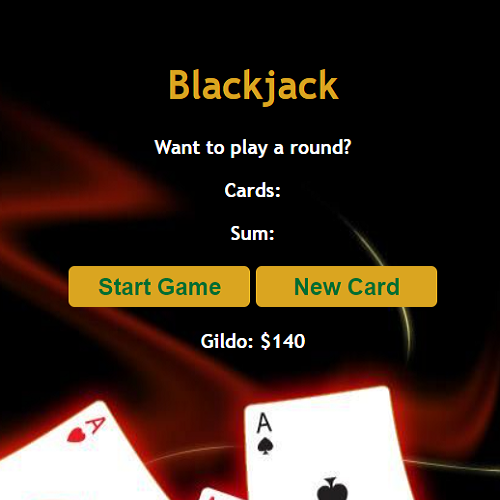 Blackjack
Want to play a round?
Cards:
Sum:
Start Game New Card
Gildo: $140
A
A